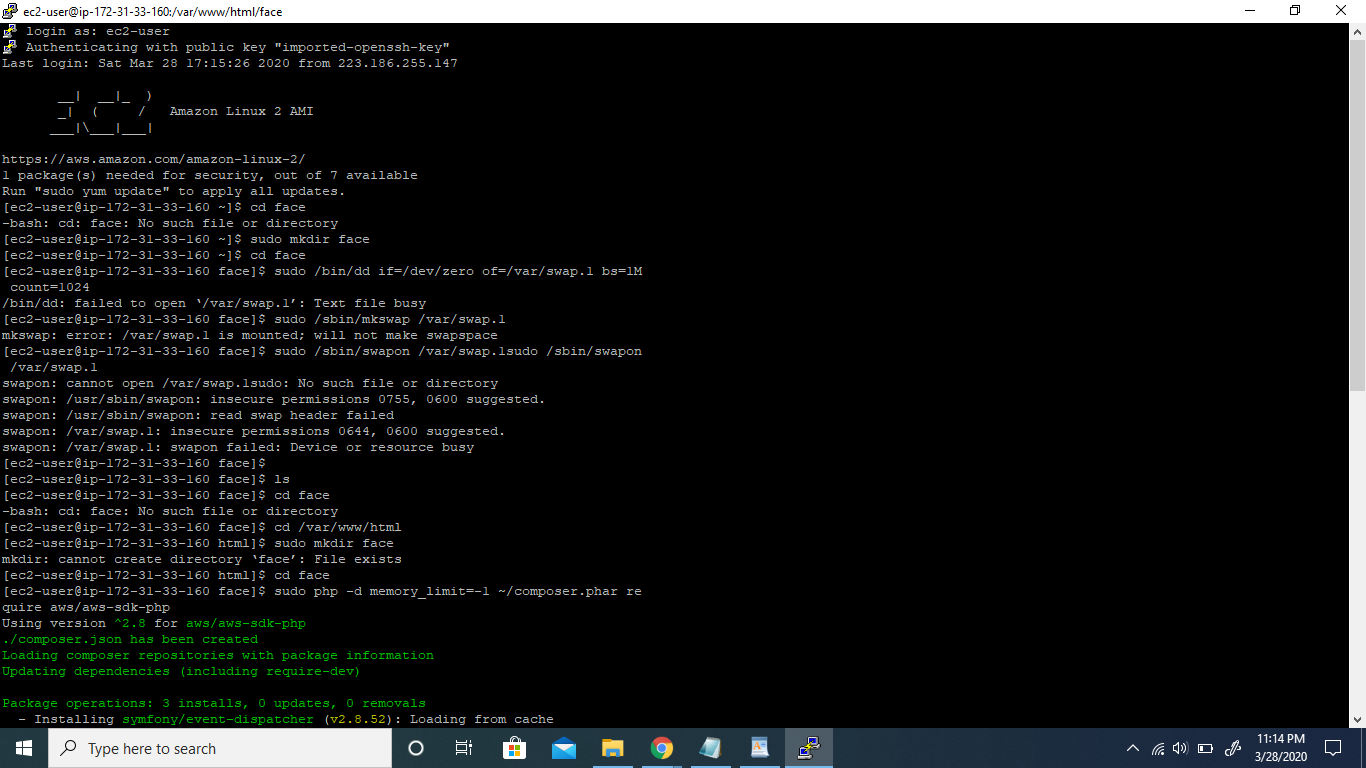 ec2-user@ip-172-31-33-160:/var/www/html/face
login as: ec2-user
Authenticating with public key "imported-openssh-key"
Last login: Sat Mar 28 17:15:26 2020 from 223.186.255.147
       __|  __|_  )
       _|  (     /   Amazon Linux 2 AMI
      ___|\___|___|
https://aws.amazon.com/amazon-linux-2/
1 package(s) needed for security, out of 7 available
Run "sudo yum update" to apply all updates.
[ec2-user@ip-172-31-33-160 ~]$ cd face
-bash: cd: face: No such file or directory
[ec2-user@ip-172-31-33-160 ~]$ sudo mkdir face
[ec2-user@ip-172-31-33-160 ~]$ cd face
[ec2-user@ip-172-31-33-160 face]$ sudo /bin/dd if=/dev/zero of=/var/swap.1 bs=1M
 count=1024
/bin/dd: failed to open ‘/var/swap.1’: Text file busy
[ec2-user@ip-172-31-33-160 face]$ sudo /sbin/mkswap /var/swap.1
mkswap: error: /var/swap.1 is mounted; will not make swapspace
[ec2-user@ip-172-31-33-160 face]$ sudo /sbin/swapon /var/swap.1sudo /sbin/swapon
 /var/swap.1
swapon: cannot open /var/swap.1sudo: No such file or directory
swapon: /usr/sbin/swapon: insecure permissions 0755, 0600 suggested.
swapon: /usr/sbin/swapon: read swap header failed
swapon: /var/swap.1: insecure permissions 0644, 0600 suggested.
swapon: /var/swap.1: swapon failed: Device or resource busy
[ec2-user@ip-172-31-33-160 face]$
[ec2-user@ip-172-31-33-160 face]$ ls
[ec2-user@ip-172-31-33-160 face]$ cd face
-bash: cd: face: No such file or directory
[ec2-user@ip-172-31-33-160 face]$ cd /var/www/html
[ec2-user@ip-172-31-33-160 html]$ sudo mkdir face
mkdir: cannot create directory ‘face’: File exists
[ec2-user@ip-172-31-33-160 html]$ cd face
[ec2-user@ip-172-31-33-160 face]$ sudo php -d memory_limit=-1 ~/composer.phar re
quire aws/aws-sdk-php
Using version ^2.8 for aws/aws-sdk-php
./composer.json has been created
Loading composer repositories with package information
Updating dependencies (including require-dev)
Package operations: 3 installs, 0 updates, 0 removals
  - Installing symfony/event-dispatcher (v2.8.52): Loading from cache
Type here to search
11:14 PM
3/28/2020